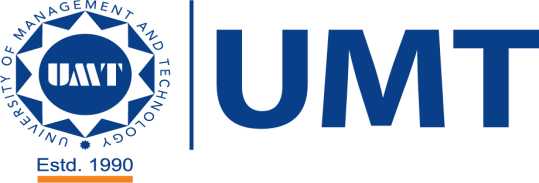 UNIVERSITY OF MANAGEMENT AND TECHNOLOGY
UMT
Estd. 1990
UMT